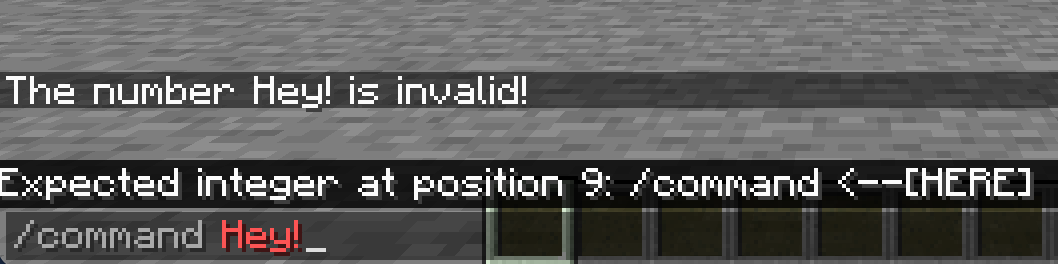 The number Hey! is invalid!
Expected integer at position 9: /command <--[HERE]
/command Hey!_